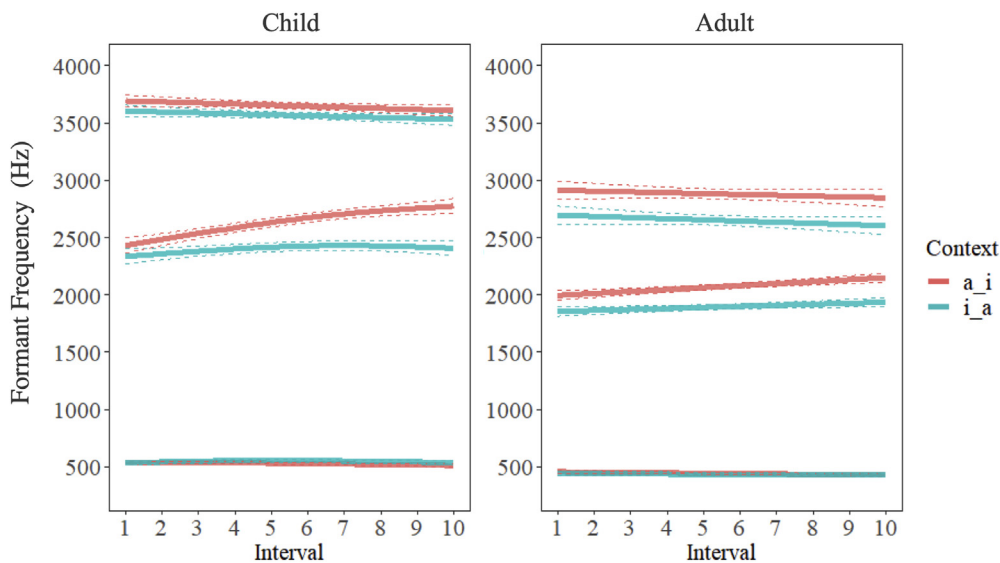 Child
Adult
Formant Frequency (Hz)
4000
3500
3000
2500
2000
1500
1000
500
1 2 3 4 5 6 7 8 9 10
Interval
4000
3500
3000
2500
2000
1500
1000
500
1 2 3 4 5 6 7 8 9 10
Interval
Context
a_i
i_a